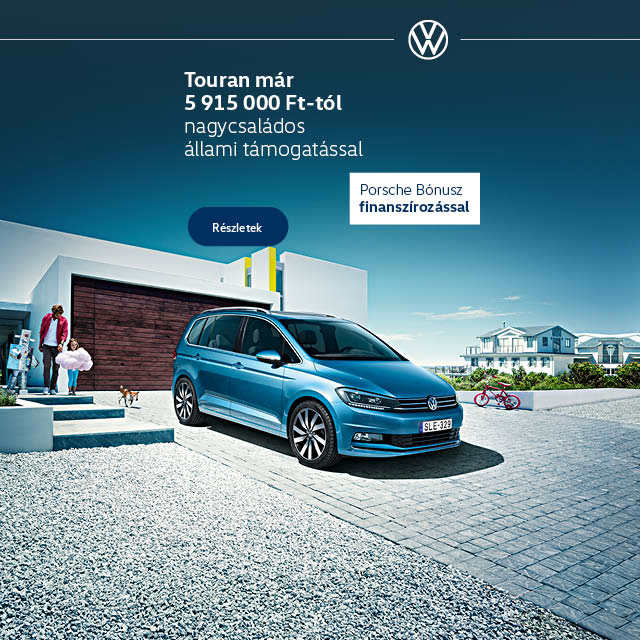 Touran már
5 915 000 Ft-tól
nagycsaládos
állami támogatással
Porsche Bónusz
finanszírozással
Részletek
SLE-329